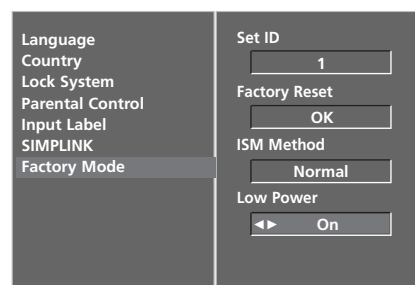 Language
Country
Lock System
Parental Control
Input Label
SIMPLINK
Factory Mode
Set ID
1
Factory Reset
OK
ISM Method
Normal
Low Power
◄► On